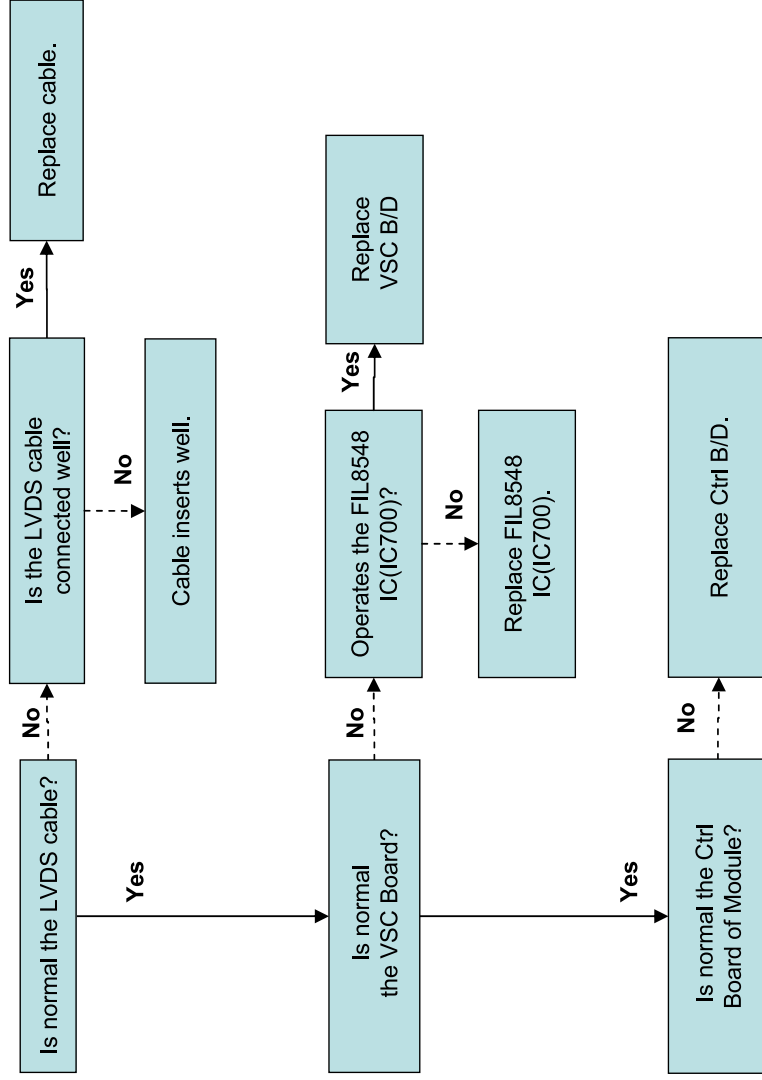 Is normal the LVDS cable?
No
Is the LVDS cable
connected well?
Yes
Replace cable.
No
Cable inserts well.
Yes
Is normal
the VSC Board?
No
Operates the FIL8548
IC(IC700)?
Yes
Replace
VSC B/D
No
Replace FIL8548
IC(IC700).
Yes
Is normal the Ctrl
Board of Module?
No
Replace Ctrl B/D.